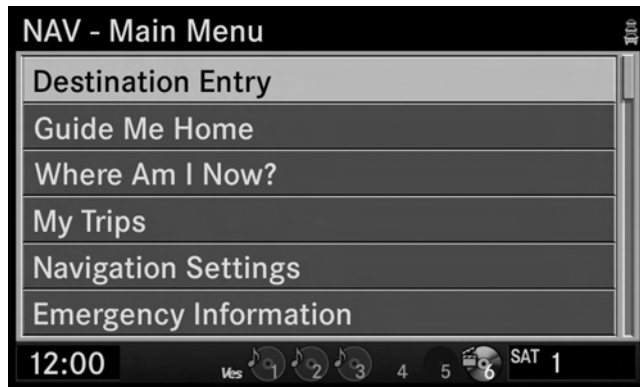 NAV - Main Menu
Destination Entry
Guide Me Home
Where Am I Now?
My Trips
Navigation Settings
Emergency Information
12:00 Ves 1 2 3 4 5 6 SAT 1